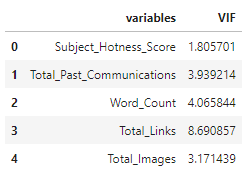 variables VIF
0 Subject_Hotness_Score 1.805701
1 Total_Past_Communications 3.939214
2 Word_Count 4.065844
3 Total_Links 8.690857
4 Total_Images 3.171439